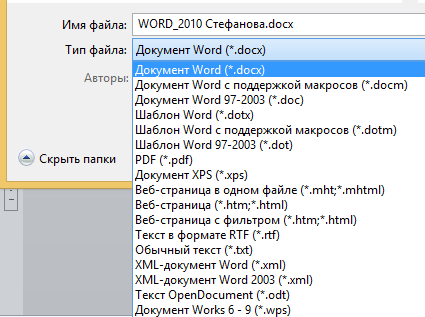 Имя файла: WORD_2010 Стефанова.docx
Тип файла: Документ Word (*.docx)
Авторы:
Документ Word (*.docx)
Документ Word с поддержкой макросов (*.docm)
Документ Word 97-2003 (*.doc)
Шаблон Word (*.dotx)
Шаблон Word с поддержкой макросов (*.dotm)
Шаблон Word 97-2003 (*.dot)
PDF (*.pdf)
Скрыть папки
Документ XPS (*.xps)
Веб-страница в одном файле (*.mht;*.mhtml)
Веб-страница (*.htm;*.html)
Веб-страница с фильтром (*.htm;*.html)
Текст в формате RTF (*.rtf)
Обычный текст (*.txt)
XML-документ Word (*.xml)
XML-документ Word 2003 (*.xml)
Текст OpenDocument (*.odt)
Документ Works 6 - 9 (*.wps)